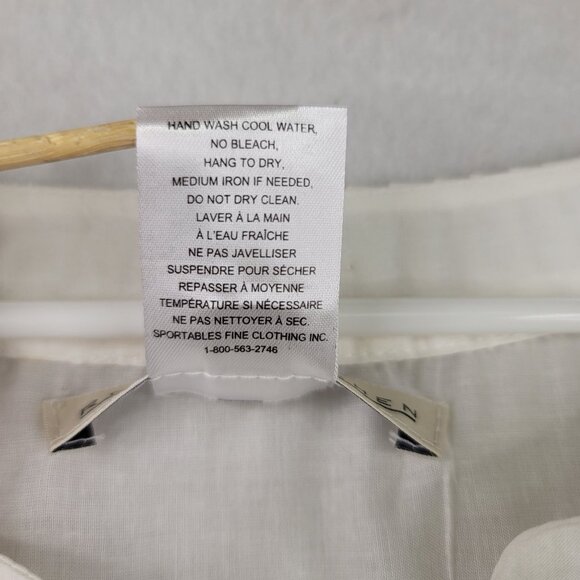 HAND WASH COOL WATER,
NO BLEACH,
HANG TO DRY,
MEDIUM IRON IF NEEDED,
DO NOT DRY CLEAN.
LAVER À LA MAIN
À L'EAU FRAÎCHE
NE PAS JAVELLISER
SUSPENDRE POUR SÉCHER
REPASSER À MOYENNE
TEMPÉRATURE SI NÉCESSAIRE
NE PAS NETTOYER À SEC.
SPORTABLES FINE CLOTHING INC.
1-800-563-2746